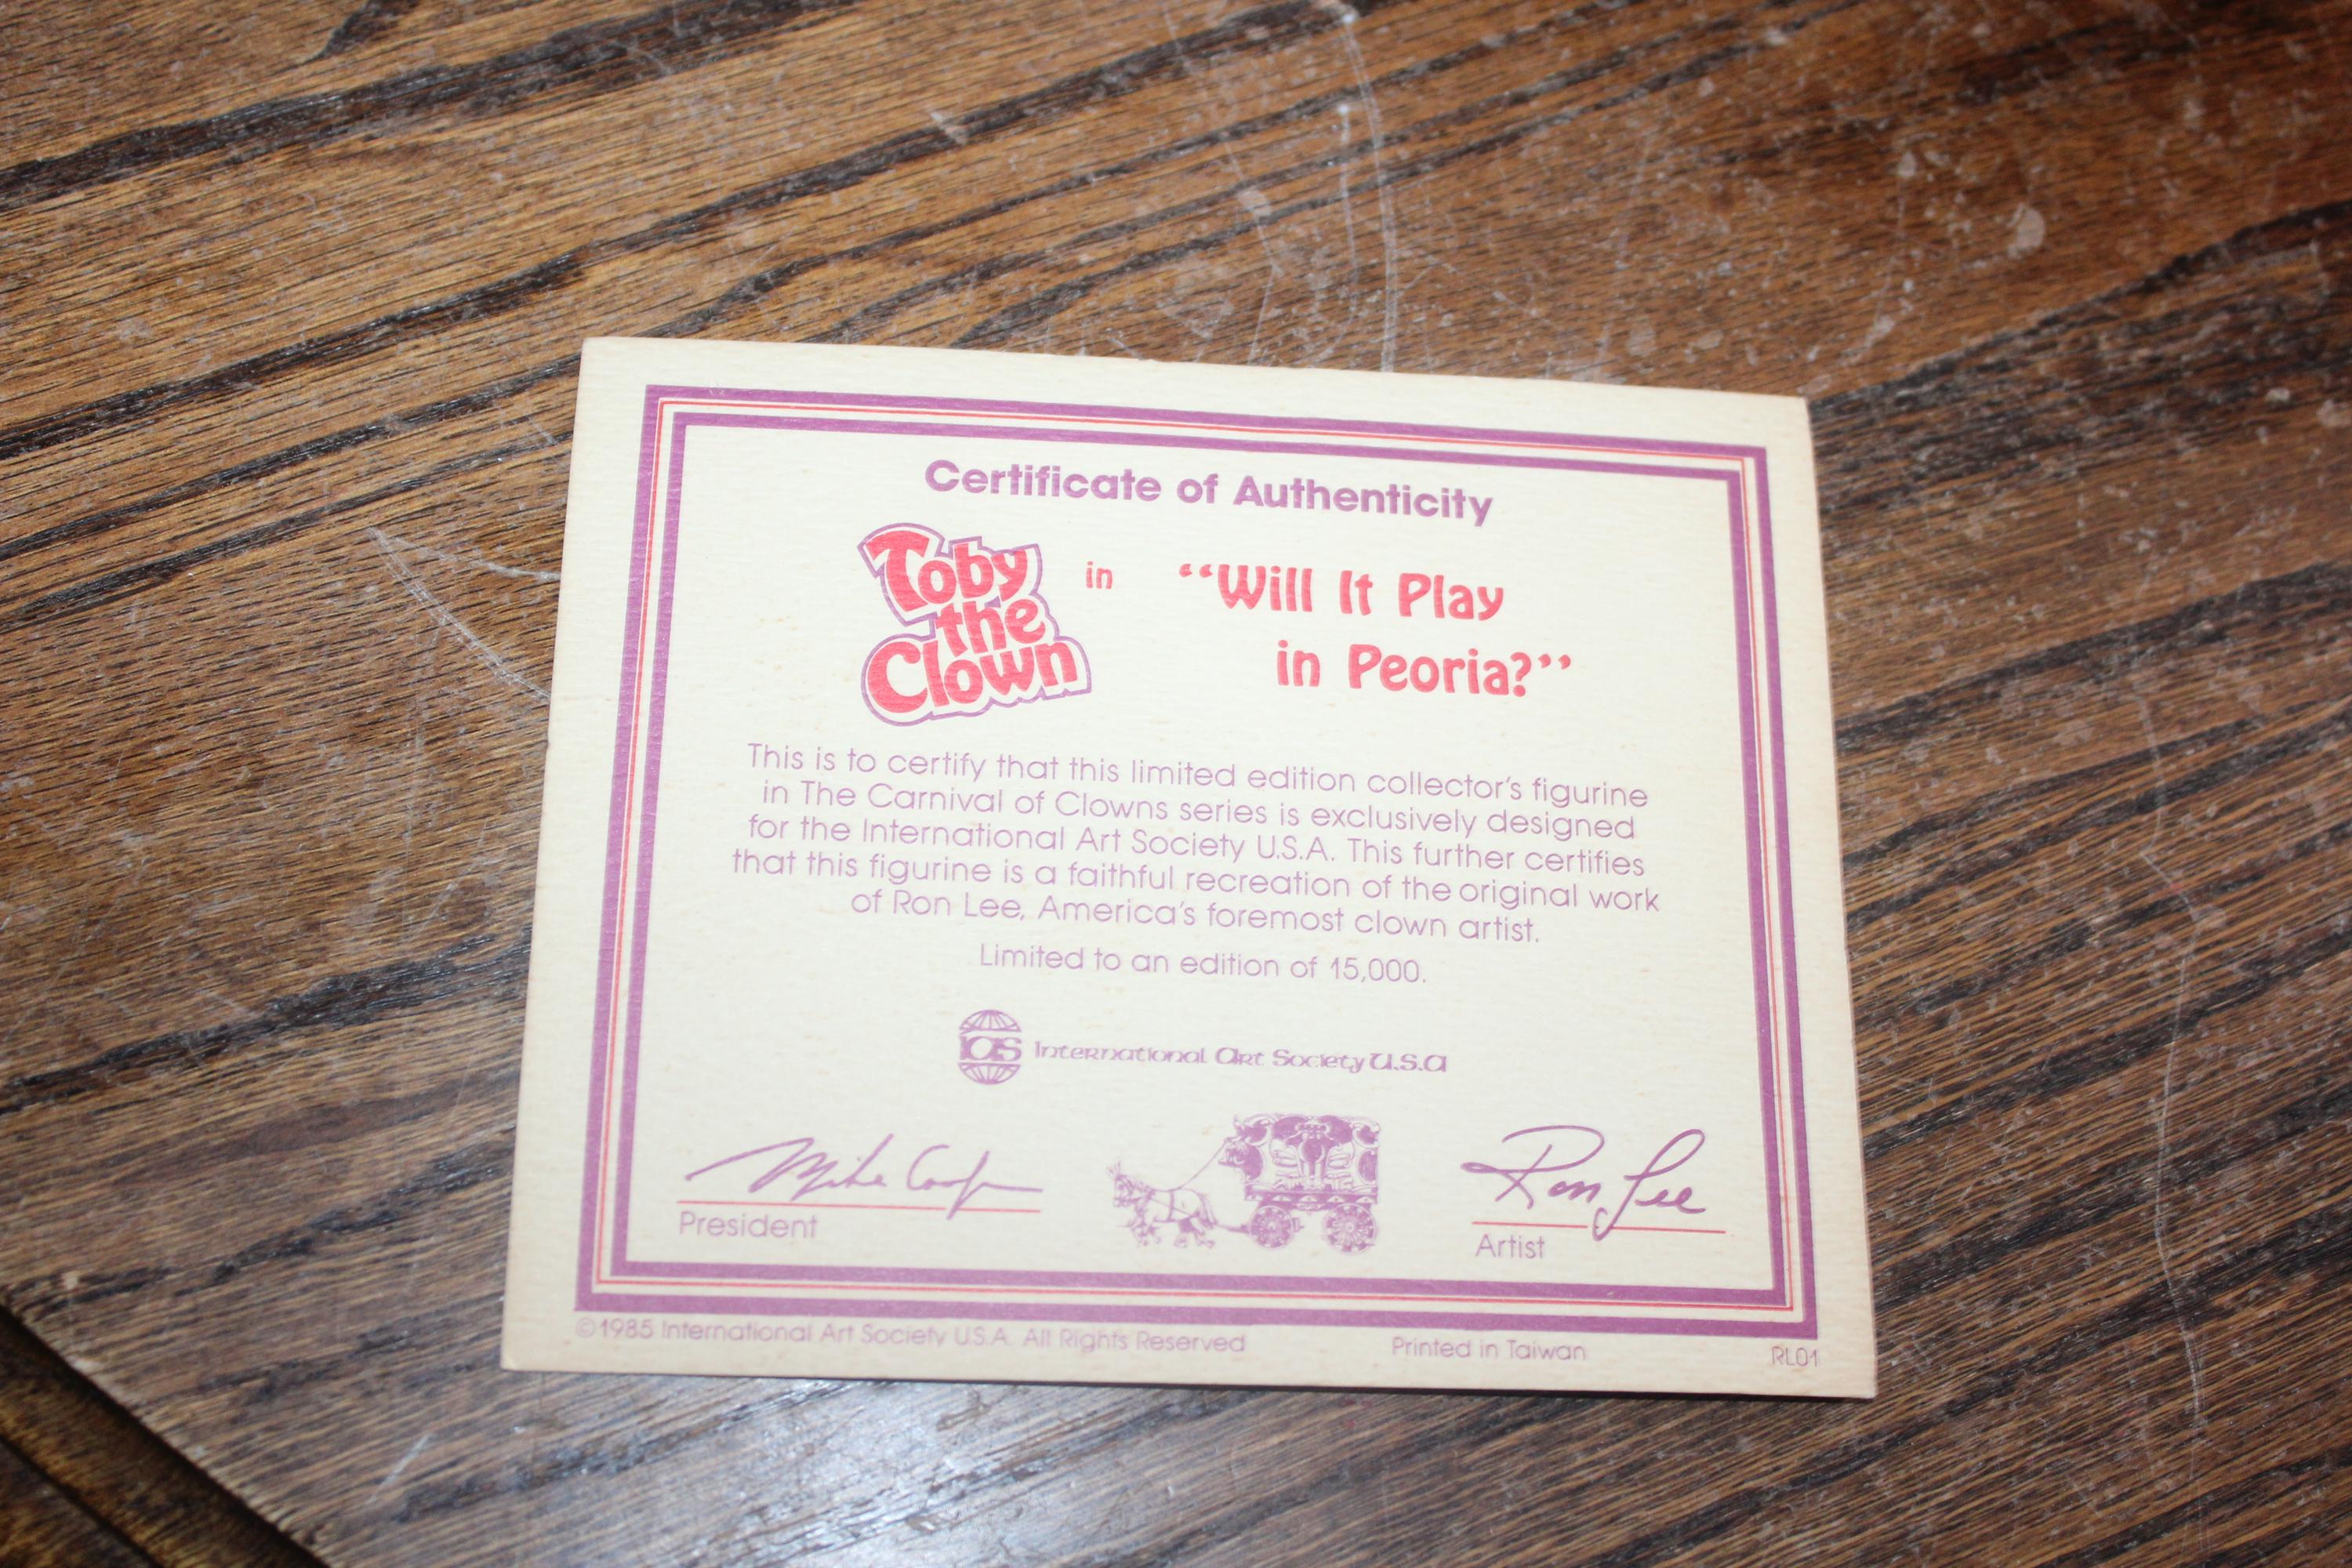 Certificate of Authenticity
Toby
the
Clown
in
“Will It Play
in Peoria?”
This is to certify that this limited edition collector's figurine
in The Carnival of Clowns series is exclusively designed
for the International Art Society U.S.A. This further certifies
that this figurine is a faithful recreation of the original work
of Ron Lee, America's foremost clown artist.
Limited to an edition of 15,000.
ias International Art Society U.S.A
Mike
Ron Lee
President
Artist
©1985 International Art Society U.S.A. All Rights Reserved
Printed in Taiwan
RL01